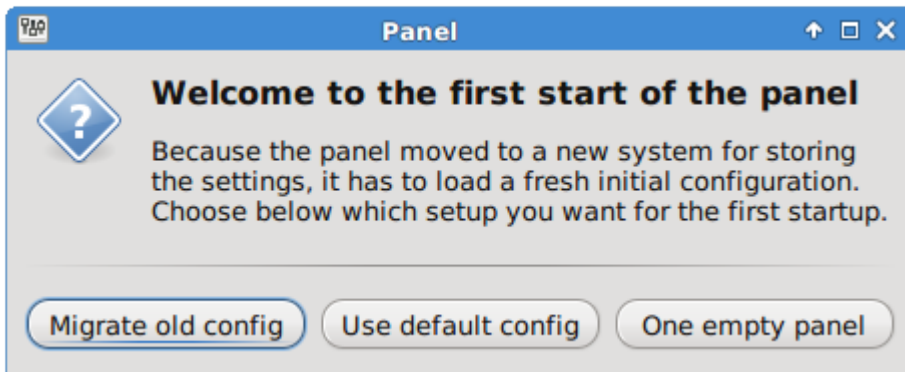 Panel
Welcome to the first start of the panel
Because the panel moved to a new system for storing
the settings, it has to load a fresh initial configuration.
Choose below which setup you want for the first startup.
Migrate old config
Use default config
One empty panel